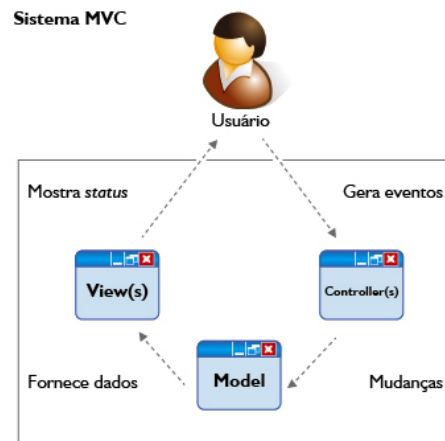 Sistema MVC
Usuário
Mostra status
Gera eventos
View(s)
Controller(s)
Model
Fornece dados
Mudanças